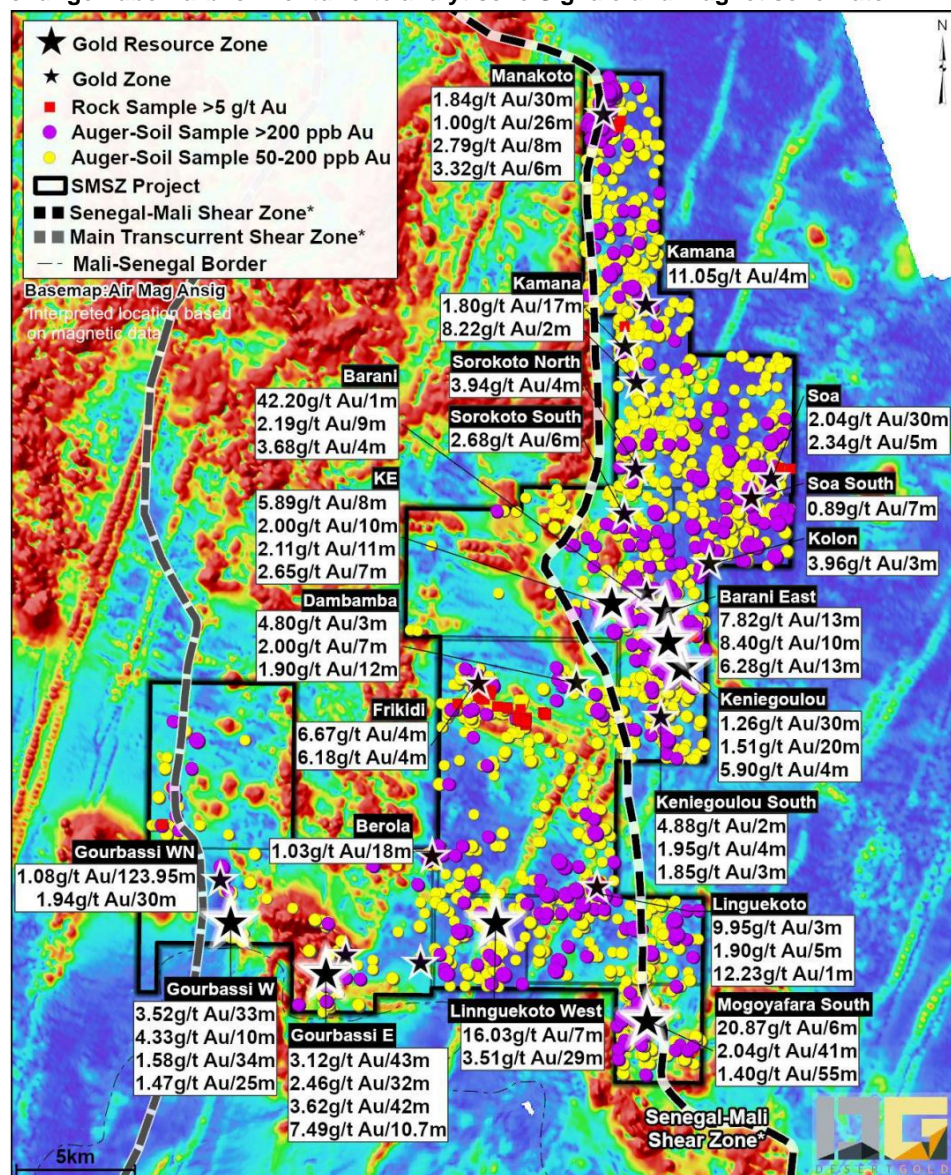 Gold Resource Zone
Gold Zone
Rock Sample >5 g/t Au
Auger-Soil Sample >200 ppb Au
Auger-Soil Sample 50-200 ppb Au
SMSZ Project
Senegal-Mali Shear Zone*
Main Transcurrent Shear Zone*
Mali-Senegal Border
Basemap:Air Mag Ansig
*Interpreted location based
on magnetic data
N
Manakoto
1.84g/t Au/30m
1.00g/t Au/26m
2.79g/t Au/8m
3.32g/t Au/6m
Kamana
11.05g/t Au/4m
Kamana
1.80g/t Au/17m
8.22g/t Au/2m
Sorokoto North
3.94g/t Au/4m
Sorokoto South
2.68g/t Au/6m
Barani
42.20g/t Au/1m
2.19g/t Au/9m
3.68g/t Au/4m
Soa
2.04g/t Au/30m
2.34g/t Au/5m
Soa South
0.89g/t Au/7m
Kolon
3.96g/t Au/3m
KE
5.89g/t Au/8m
2.00g/t Au/10m
2.11g/t Au/11m
2.65g/t Au/7m
Barani East
7.82g/t Au/13m
8.40g/t Au/10m
6.28g/t Au/13m
Dambamba
4.80g/t Au/3m
2.00g/t Au/7m
1.90g/t Au/12m
Keniegoulou
1.26g/t Au/30m
1.51g/t Au/20m
5.90g/t Au/4m
Frikidi
6.67g/t Au/4m
6.18g/t Au/4m
Keniegoulou South
4.88g/t Au/2m
1.95g/t Au/4m
1.85g/t Au/3m
Berola
1.03g/t Au/18m
Gourbassi WN
1.08g/t Au/123.95m
1.94g/t Au/30m
Linguekoto
9.95g/t Au/3m
1.90g/t Au/5m
12.23g/t Au/1m
Gourbassi W
3.52g/t Au/33m
4.33g/t Au/10m
1.58g/t Au/34m
1.47g/t Au/25m
Gourbassi E
3.12g/t Au/43m
2.46g/t Au/32m
3.62g/t Au/42m
7.49g/t Au/10.7m
Linnguekoto West
16.03g/t Au/7m
3.51g/t Au/29m
Mogoyafara South
20.87g/t Au/6m
2.04g/t Au/41m
1.40g/t Au/55m
Senegal-Mali
Shear Zone*
5km
DESERTGOLD